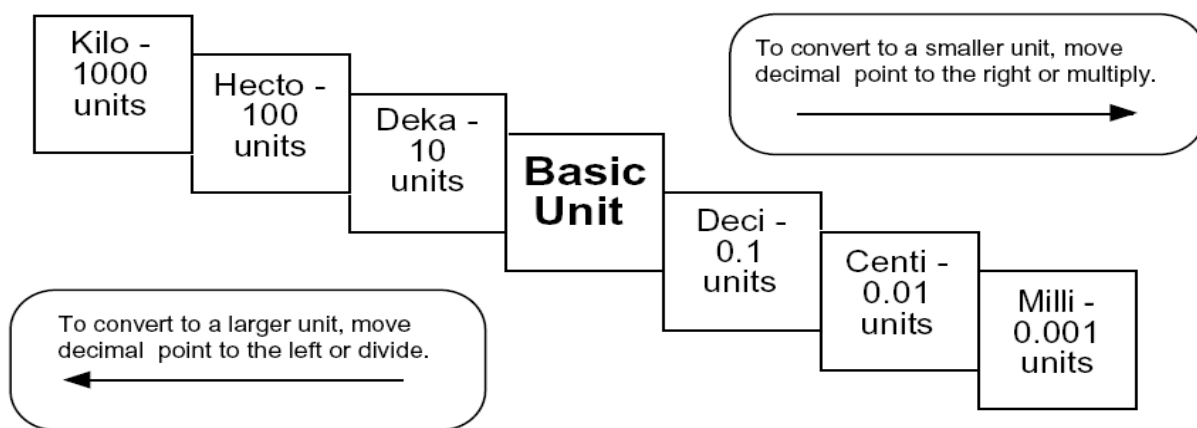 Kilo -
1000
units
Hecto -
100
units
Deka -
10
units
Basic
Unit
Deci -
0.1
units
Centi -
0.01
units
Milli -
0.001
units
To convert to a smaller unit, move
decimal point to the right or multiply.
To convert to a larger unit, move
decimal point to the left or divide.